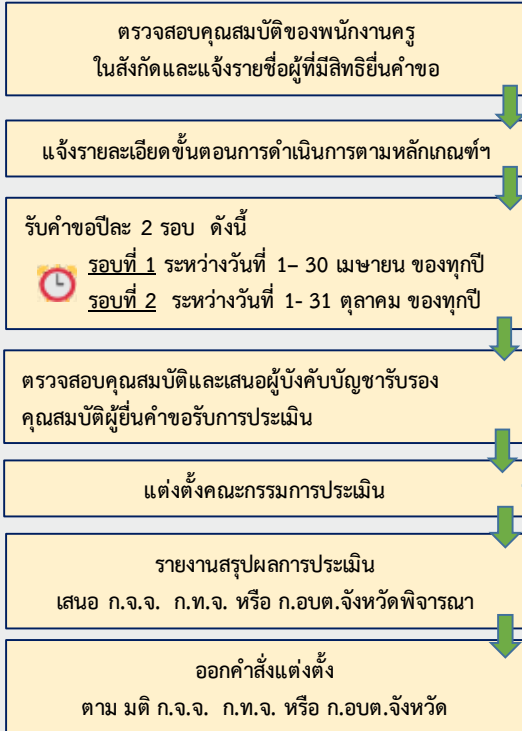 ตรวจสอบคุณสมบัติของพนักงานครู
ในสังกัดและแจ้งรายชื่อผู้ที่มีสิทธิยื่นคำขอ
แจ้งรายละเอียดขั้นตอนการดำเนินการตามหลักเกณฑ์ฯ
รับคำขอปีละ 2 รอบ ดังนี้
รอบที่ 1 ระหว่างวันที่ 1– 30 เมษายน ของทุกปี
รอบที่ 2 ระหว่างวันที่ 1- 31 ตุลาคม ของทุกปี
ตรวจสอบคุณสมบัติและเสนอผู้บังคับบัญชารับรอง
คุณสมบัติผู้ยื่นคำขอรับการประเมิน
แต่งตั้งคณะกรรมการประเมิน
รายงานสรุปผลการประเมิน
เสนอ ก.จ.จ. ก.ท.จ. หรือ ก.อบต.จังหวัดพิจารณา
ออกคำสั่งแต่งตั้ง
ตาม มติ ก.จ.จ. ก.ท.จ. หรือ ก.อบต.จังหวัด